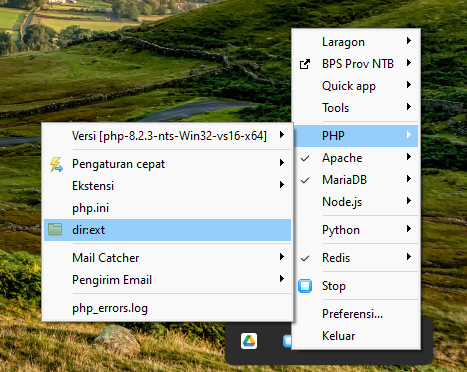 Laragon
BPS Prov NTB
Quick app
Tools
PHP
Apache
MariaDB
Node.js
Python
Redis
Stop
Preferensi...
Keluar
Versi [php-8.2.3-nts-Win32-vs16-x64]
Pengaturan cepat
Ekstensi
php.ini
dir:ext
Mail Catcher
Pengirim Email
php_errors.log